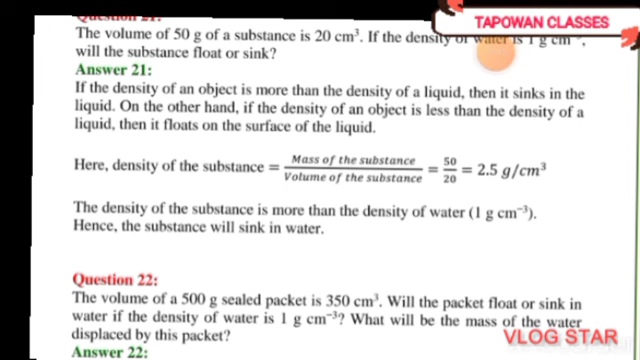 Question 21:
TAPOWAN CLASSES
The volume of 50 g of a substance is 20 cm³. If the density of water is 1 g cm⁻³,
will the substance float or sink?
Answer 21:
If the density of an object is more than the density of a liquid, then it sinks in the
liquid. On the other hand, if the density of an object is less than the density of a
liquid, then it floats on the surface of the liquid.
Here, density of the substance = Mass of the substance / Volume of the substance = 50/20 = 2.5 g/cm³
The density of the substance is more than the density of water (1 g cm⁻³).
Hence, the substance will sink in water.
Question 22:
The volume of a 500 g sealed packet is 350 cm³. Will the packet float or sink in
water if the density of water is 1 g cm⁻³? What will be the mass of the water
displaced by this packet?
VLOG STAR
Answer 22: